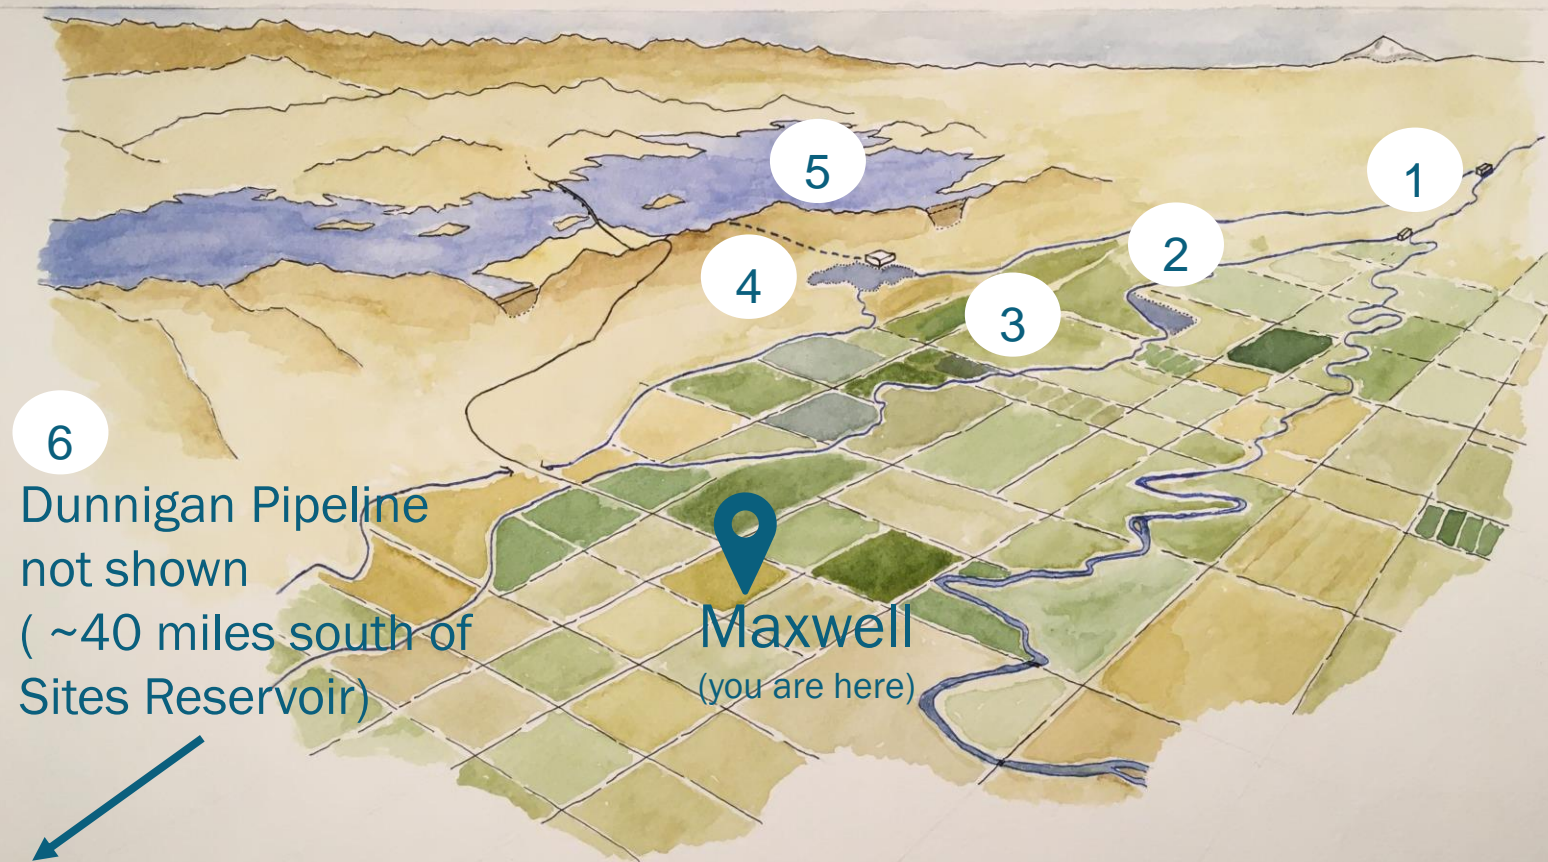 1
5
2
4
3
6
Dunnigan Pipeline
not shown
( ~40 miles south of
Sites Reservoir)
Maxwell
(you are here)